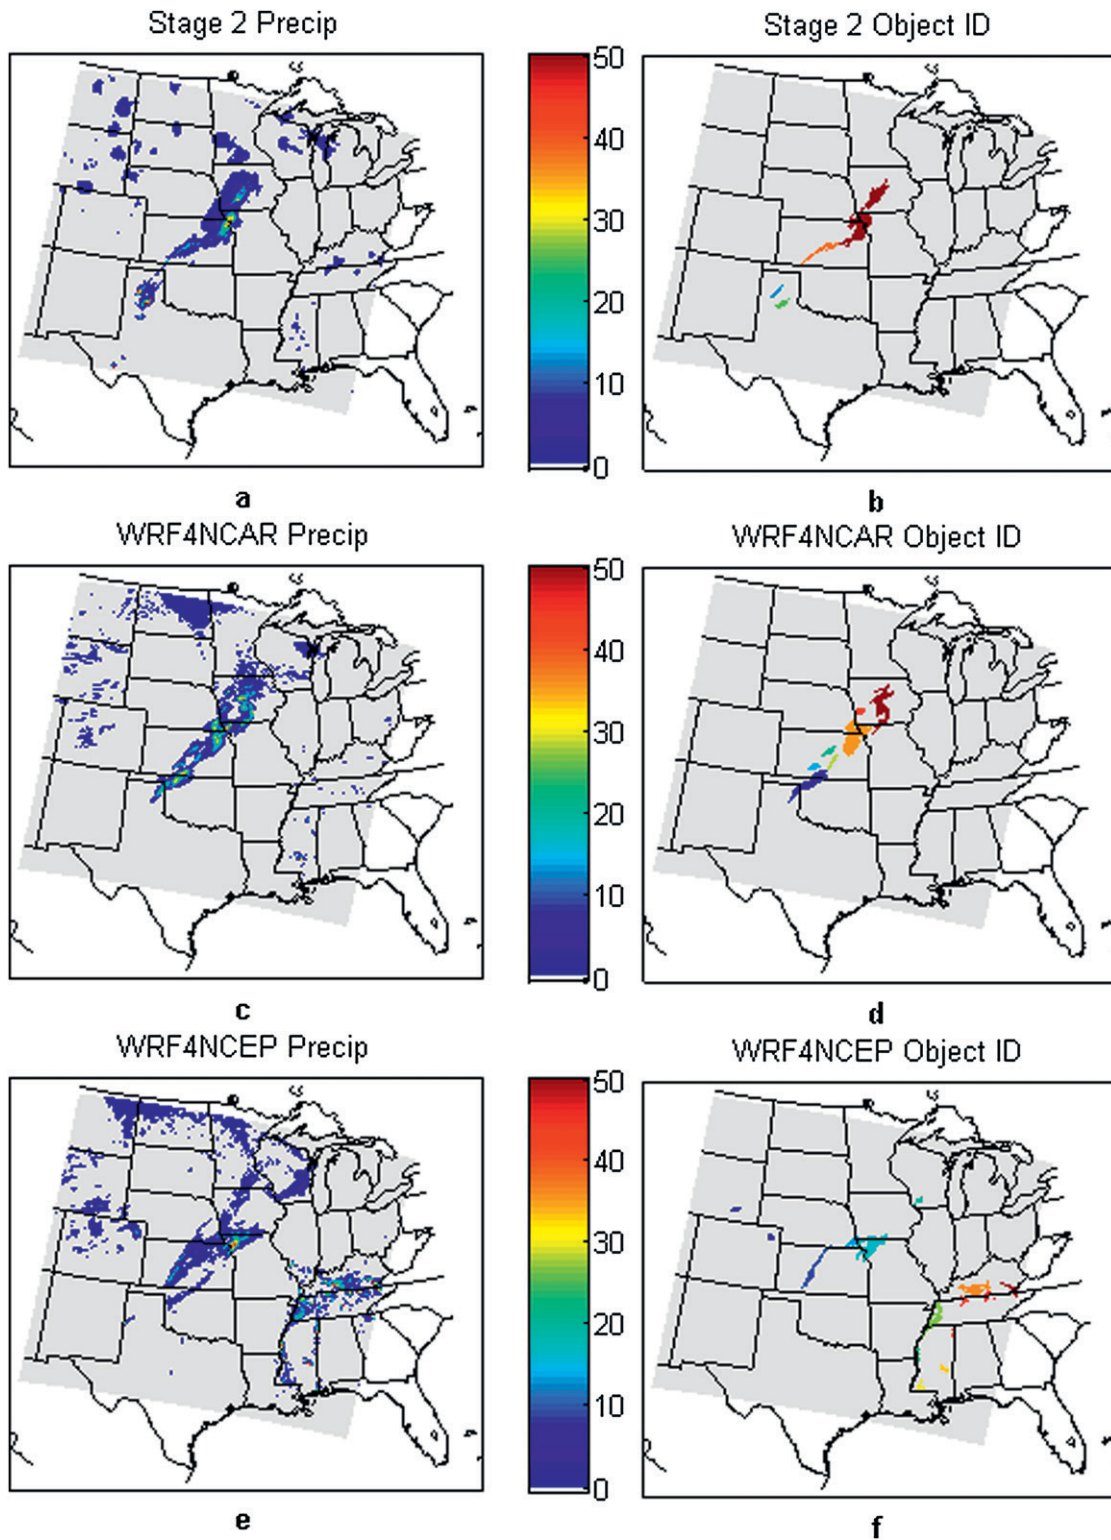 Stage 2 Precip
Stage 2 Object ID
50
40
30
20
10
0
a
b
WRF4NCAR Precip
WRF4NCAR Object ID
50
40
30
20
10
0
c
d
WRF4NCEP Precip
WRF4NCEP Object ID
50
40
30
20
10
0
e
f